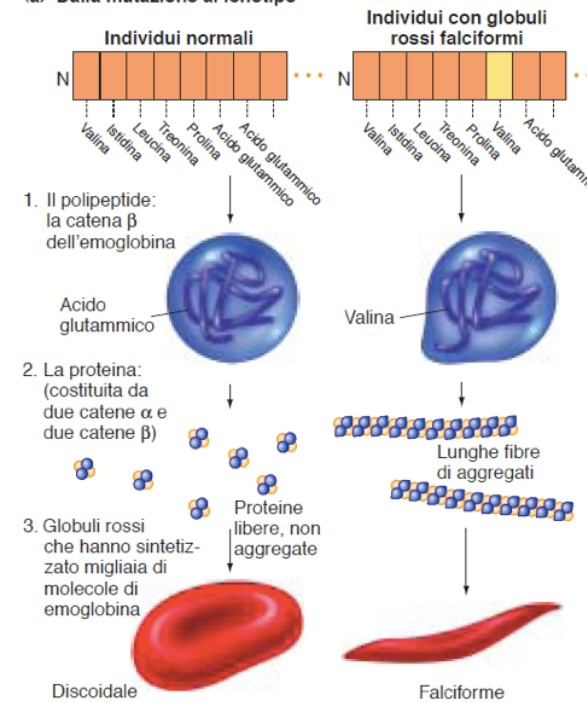 (a) Dalla mutazione al fenotipo
Individui normali
Individui con globuli
rossi falciformi
N
Valina
Istidina
Leucina
Treonina
Prolina
Acido glutammico
Acido glutammico
N
Valina
Istidina
Leucina
Treonina
Prolina
Valina
Acido glutamm
1. Il polipeptide:
la catena β
dell'emoglobina
Acido
glutammico
Valina
2. La proteina:
(costituita da
due catene α e
due catene β)
Lunghe fibre
di aggregati
Proteine
libere, non
aggregate
3. Globuli rossi
che hanno sintetiz-
zato migliaia di
molecole di
emoglobina
Discoidale
Falciforme